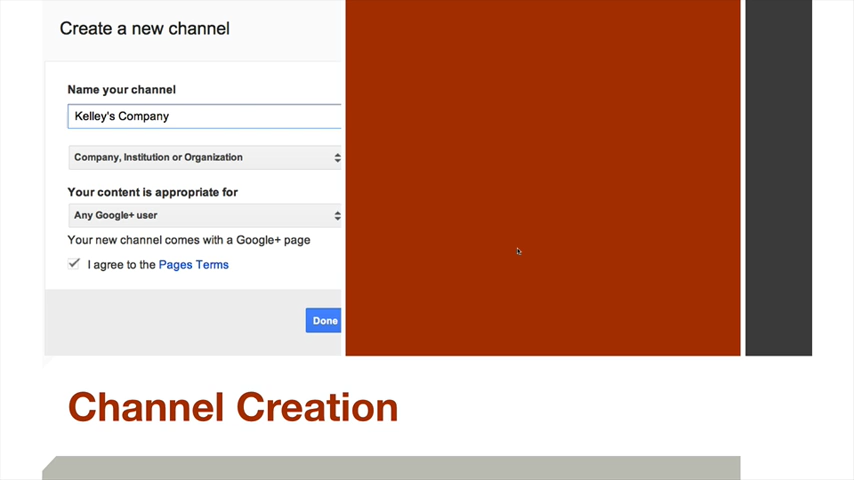 Create a new channel
Name your channel
Kelley's Company
Company, Institution or Organization
Your content is appropriate for
Any Google+ user
Your new channel comes with a Google+ page
I agree to the Pages Terms
Done
Channel Creation